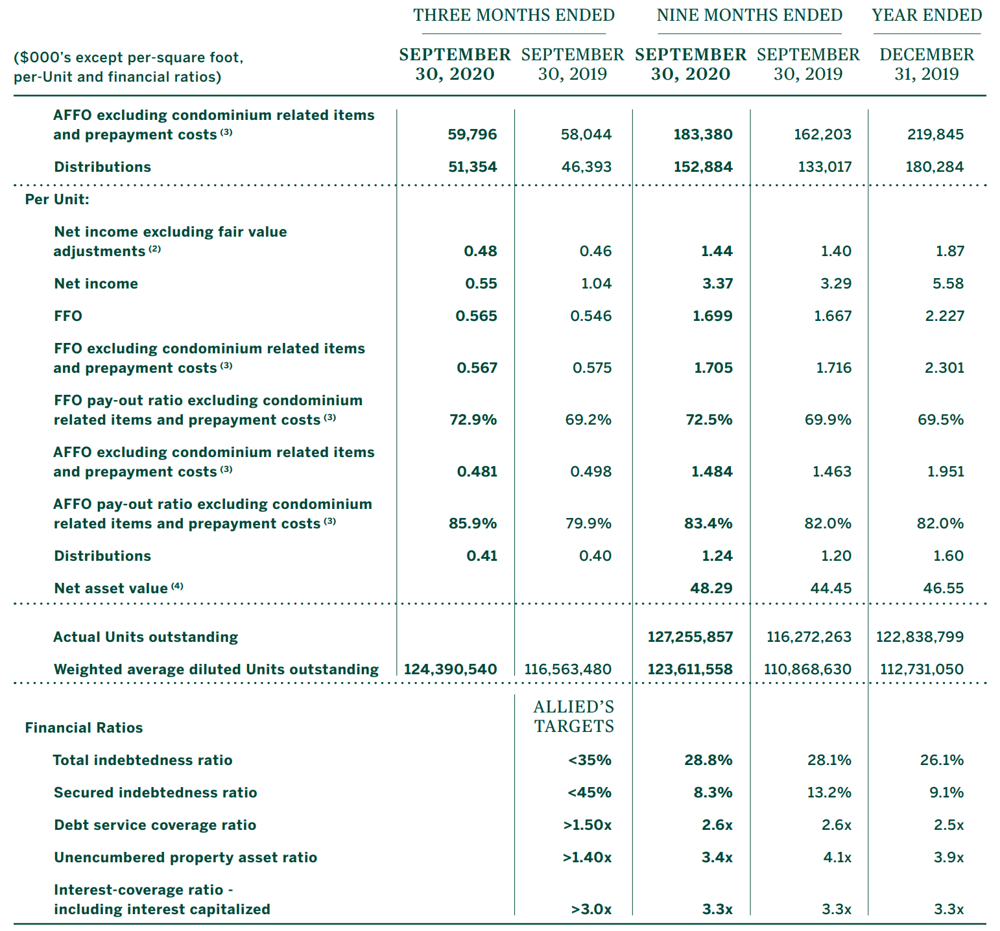 THREE MONTHS ENDED NINE MONTHS ENDED YEAR ENDED
($000’s except per-square foot, per-Unit and financial ratios) SEPTEMBER 30, 2020 SEPTEMBER 30, 2019 SEPTEMBER 30, 2020 SEPTEMBER 30, 2019 DECEMBER 31, 2019
AFFO excluding condominium related items
and prepayment costs (3) 59,796 58,044 183,380 162,203 219,845
Distributions 51,354 46,393 152,884 133,017 180,284
Per Unit:
Net income excluding fair value
adjustments (2) 0.48 0.46 1.44 1.40 1.87
Net income 0.55 1.04 3.37 3.29 5.58
FFO 0.565 0.546 1.699 1.667 2.227
FFO excluding condominium related items
and prepayment costs (3) 0.567 0.575 1.705 1.716 2.301
FFO pay-out ratio excluding condominium
related items and prepayment costs (3) 72.9% 69.2% 72.5% 69.9% 69.5%
AFFO excluding condominium related items
and prepayment costs (3) 0.481 0.498 1.484 1.463 1.951
AFFO pay-out ratio excluding condominium
related items and prepayment costs (3) 85.9% 79.9% 83.4% 82.0% 82.0%
Distributions 0.41 0.40 1.24 1.20 1.60
Net asset value (4) 48.29 44.45 46.55
Actual Units outstanding 127,255,857 116,272,263 122,838,799
Weighted average diluted Units outstanding 124,390,540 116,563,480 123,611,558 110,868,630 112,731,050
ALLIED’S
TARGETS
Financial Ratios
Total indebtedness ratio <35% 28.8% 28.1% 26.1%
Secured indebtedness ratio <45% 8.3% 13.2% 9.1%
Debt service coverage ratio >1.50x 2.6x 2.6x 2.5x
Unencumbered property asset ratio >1.40x 3.4x 4.1x 3.9x
Interest-coverage ratio -
including interest capitalized >3.0x 3.3x 3.3x 3.3x